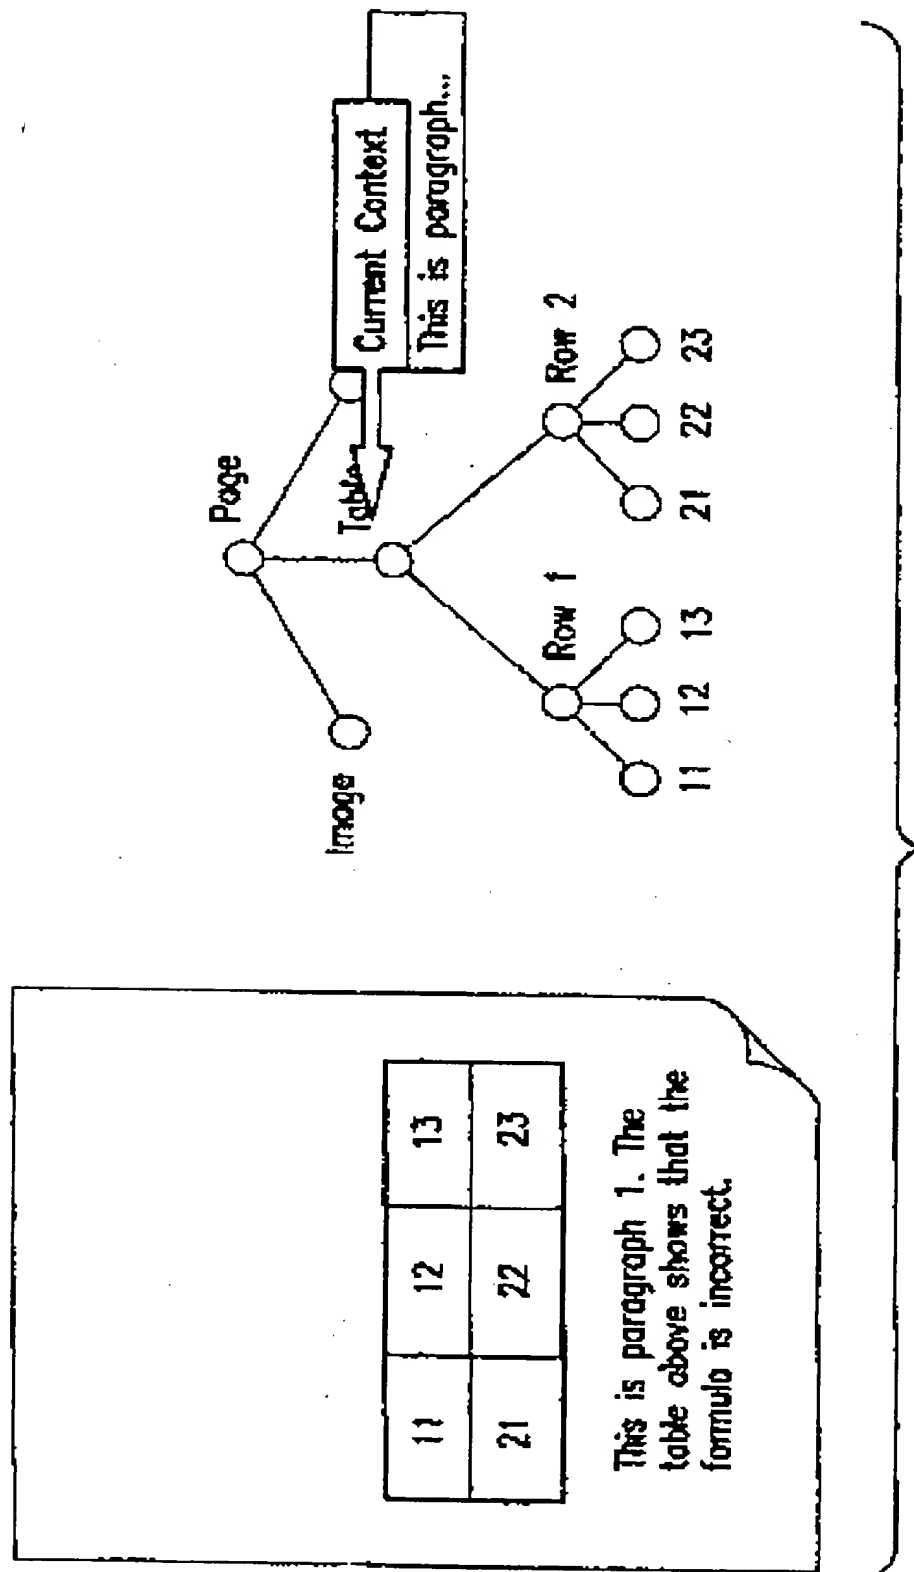 11 12 13
21 22 23
This is paragraph 1. The
table above shows that the
formula is incorrect.
Page
Image
Table
Current Context
This is paragraph...
Row 1
Row 2
11 12 13 21 22 23